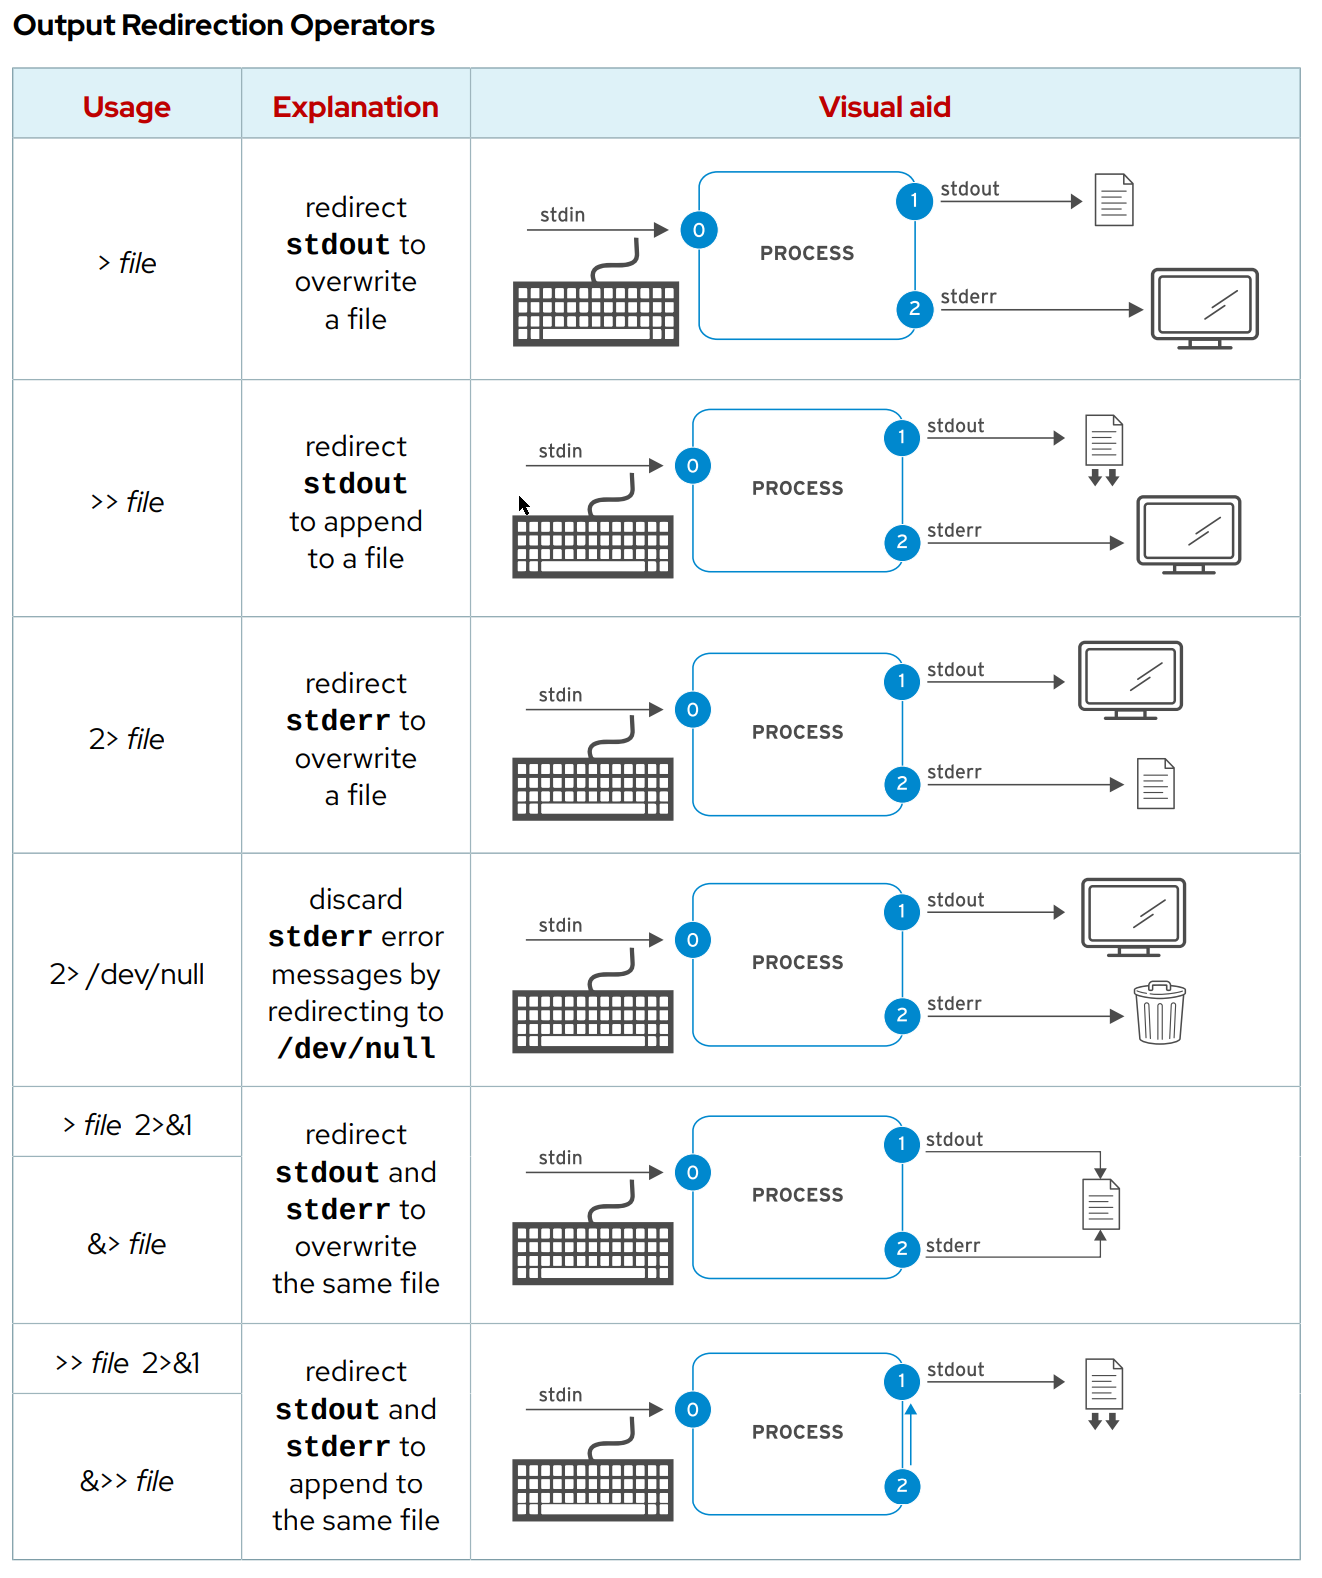 Output Redirection Operators
Usage
Explanation
Visual aid
> file
redirect
stdout to
overwrite
a file
stdin
0
PROCESS
1
stdout
2
stderr
>> file
redirect
stdout
to append
to a file
stdin
0
PROCESS
1
stdout
2
stderr
2> file
redirect
stderr to
overwrite
a file
stdin
0
PROCESS
1
stdout
2
stderr
2> /dev/null
discard
stderr error
messages by
redirecting to
/dev/null
stdin
0
PROCESS
1
stdout
2
stderr
> file 2>&1
&> file
redirect
stdout and
stderr to
overwrite
the same file
stdin
0
PROCESS
1
stdout
2
stderr
>> file 2>&1
&>> file
redirect
stdout and
stderr to
append to
the same file
stdin
0
PROCESS
1
stdout
2